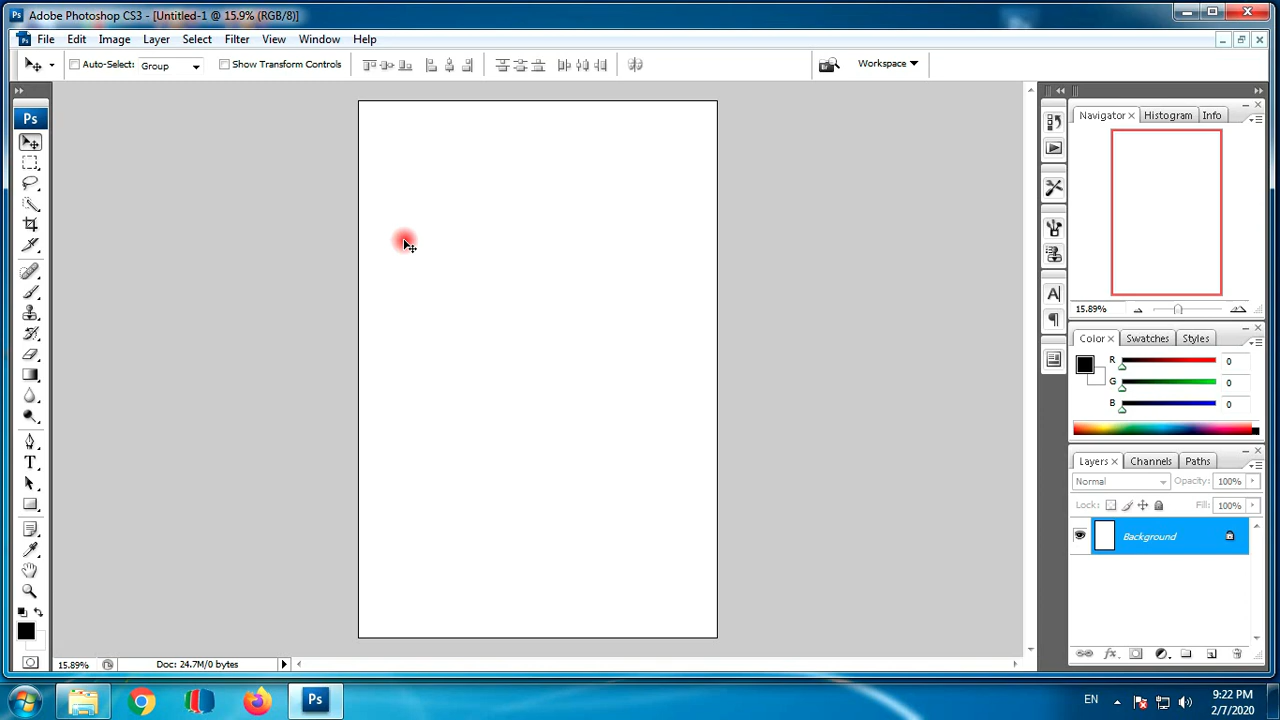 Adobe Photoshop CS3 - [Untitled-1 @ 15.9% (RGB/8)]
File Edit Image Layer Select Filter View Window Help
Auto-Select: Group Show Transform Controls Workspace
Ps
Navigator Histogram Info
15.89%
Color Swatches Styles
R 0
G 0
B 0
Layers Channels Paths
Normal Opacity: 100%
Lock: Fill: 100%
Background
T
A
fx
15.89% Doc: 24.7M/0 bytes
Ps
EN 9:22 PM
2/7/2020